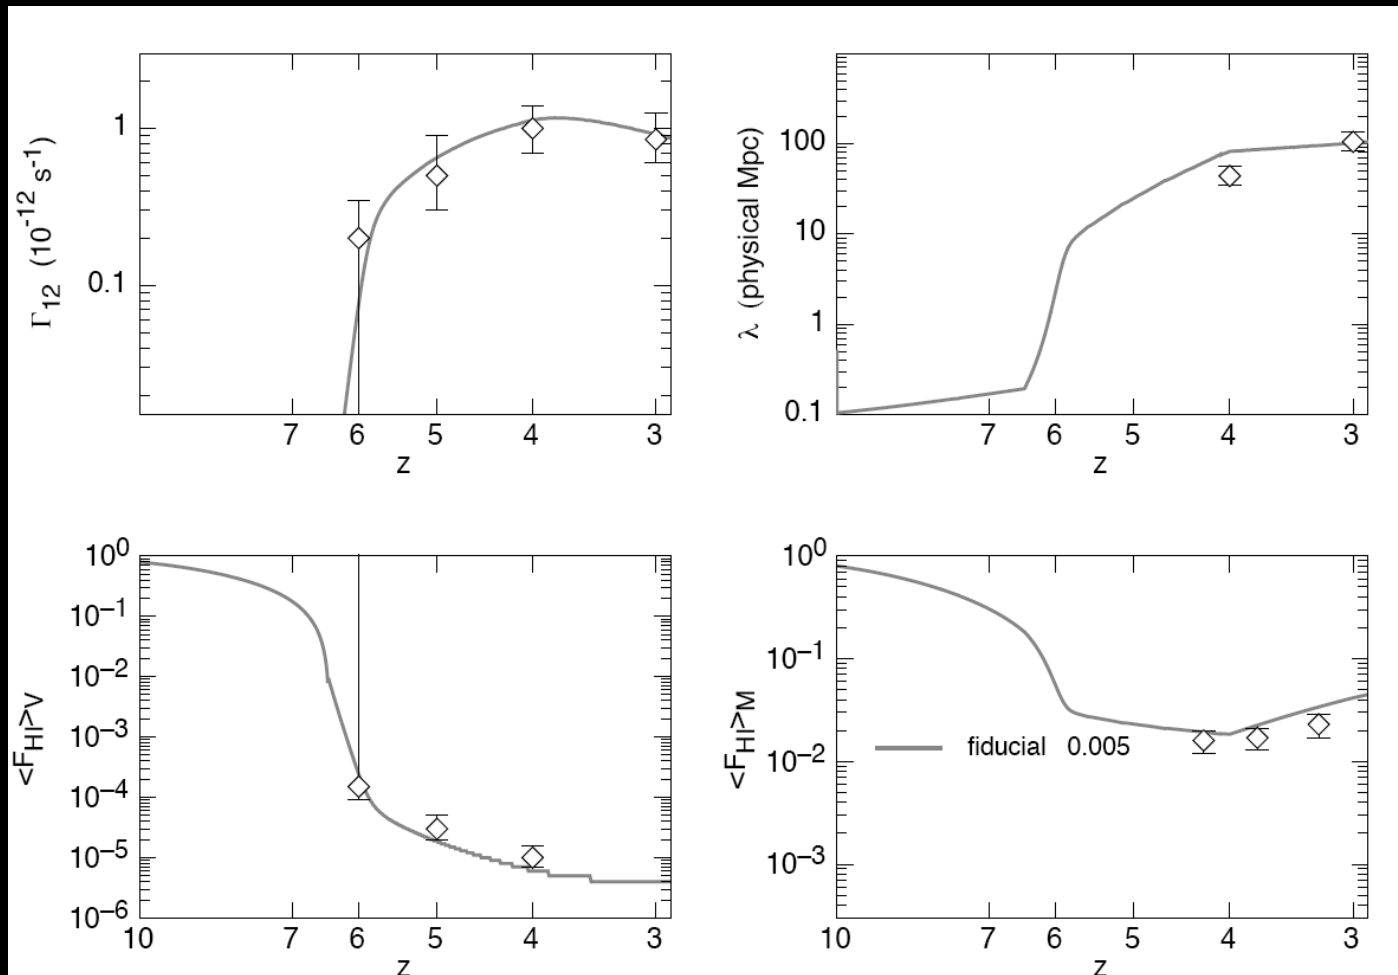 Γ12 (10-12 s-1)
1
0.1
7 6 5 4 3
z
λ (physical Mpc)
100
10
1
0.1
7 6 5 4 3
z
<FHI>V
10^0
10^–1
10^–2
10^–3
10^–4
10^–5
10^–6
10 7 6 5 4 3
z
<FHI>M
10^0
10^–1
10^–2
10^–3
fiducial 0.005
10 7 6 5 4 3
z